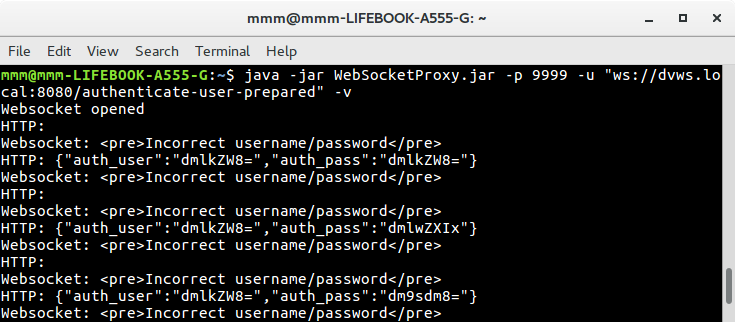 mmm@mmm-LIFEBOOK-A555-G: ~
File Edit View Search Terminal Help
mmm@mmm-LIFEBOOK-A555-G:~$ java -jar WebSocketProxy.jar -p 9999 -u "ws://dvws.lo
cal:8080/authenticate-user-prepared" -v
Websocket opened
HTTP:
Websocket: <pre>Incorrect username/password</pre>
HTTP: {"auth_user":"dmlkZW8=","auth_pass":"dmlkZW8="}
Websocket: <pre>Incorrect username/password</pre>
HTTP:
Websocket: <pre>Incorrect username/password</pre>
HTTP: {"auth_user":"dmlkZW8=","auth_pass":"dmlwZXIx"}
Websocket: <pre>Incorrect username/password</pre>
HTTP:
Websocket: <pre>Incorrect username/password</pre>
HTTP: {"auth_user":"dmlkZW8=","auth_pass":"dm9sdm8="}
Websocket: <pre>Incorrect username/password</pre>